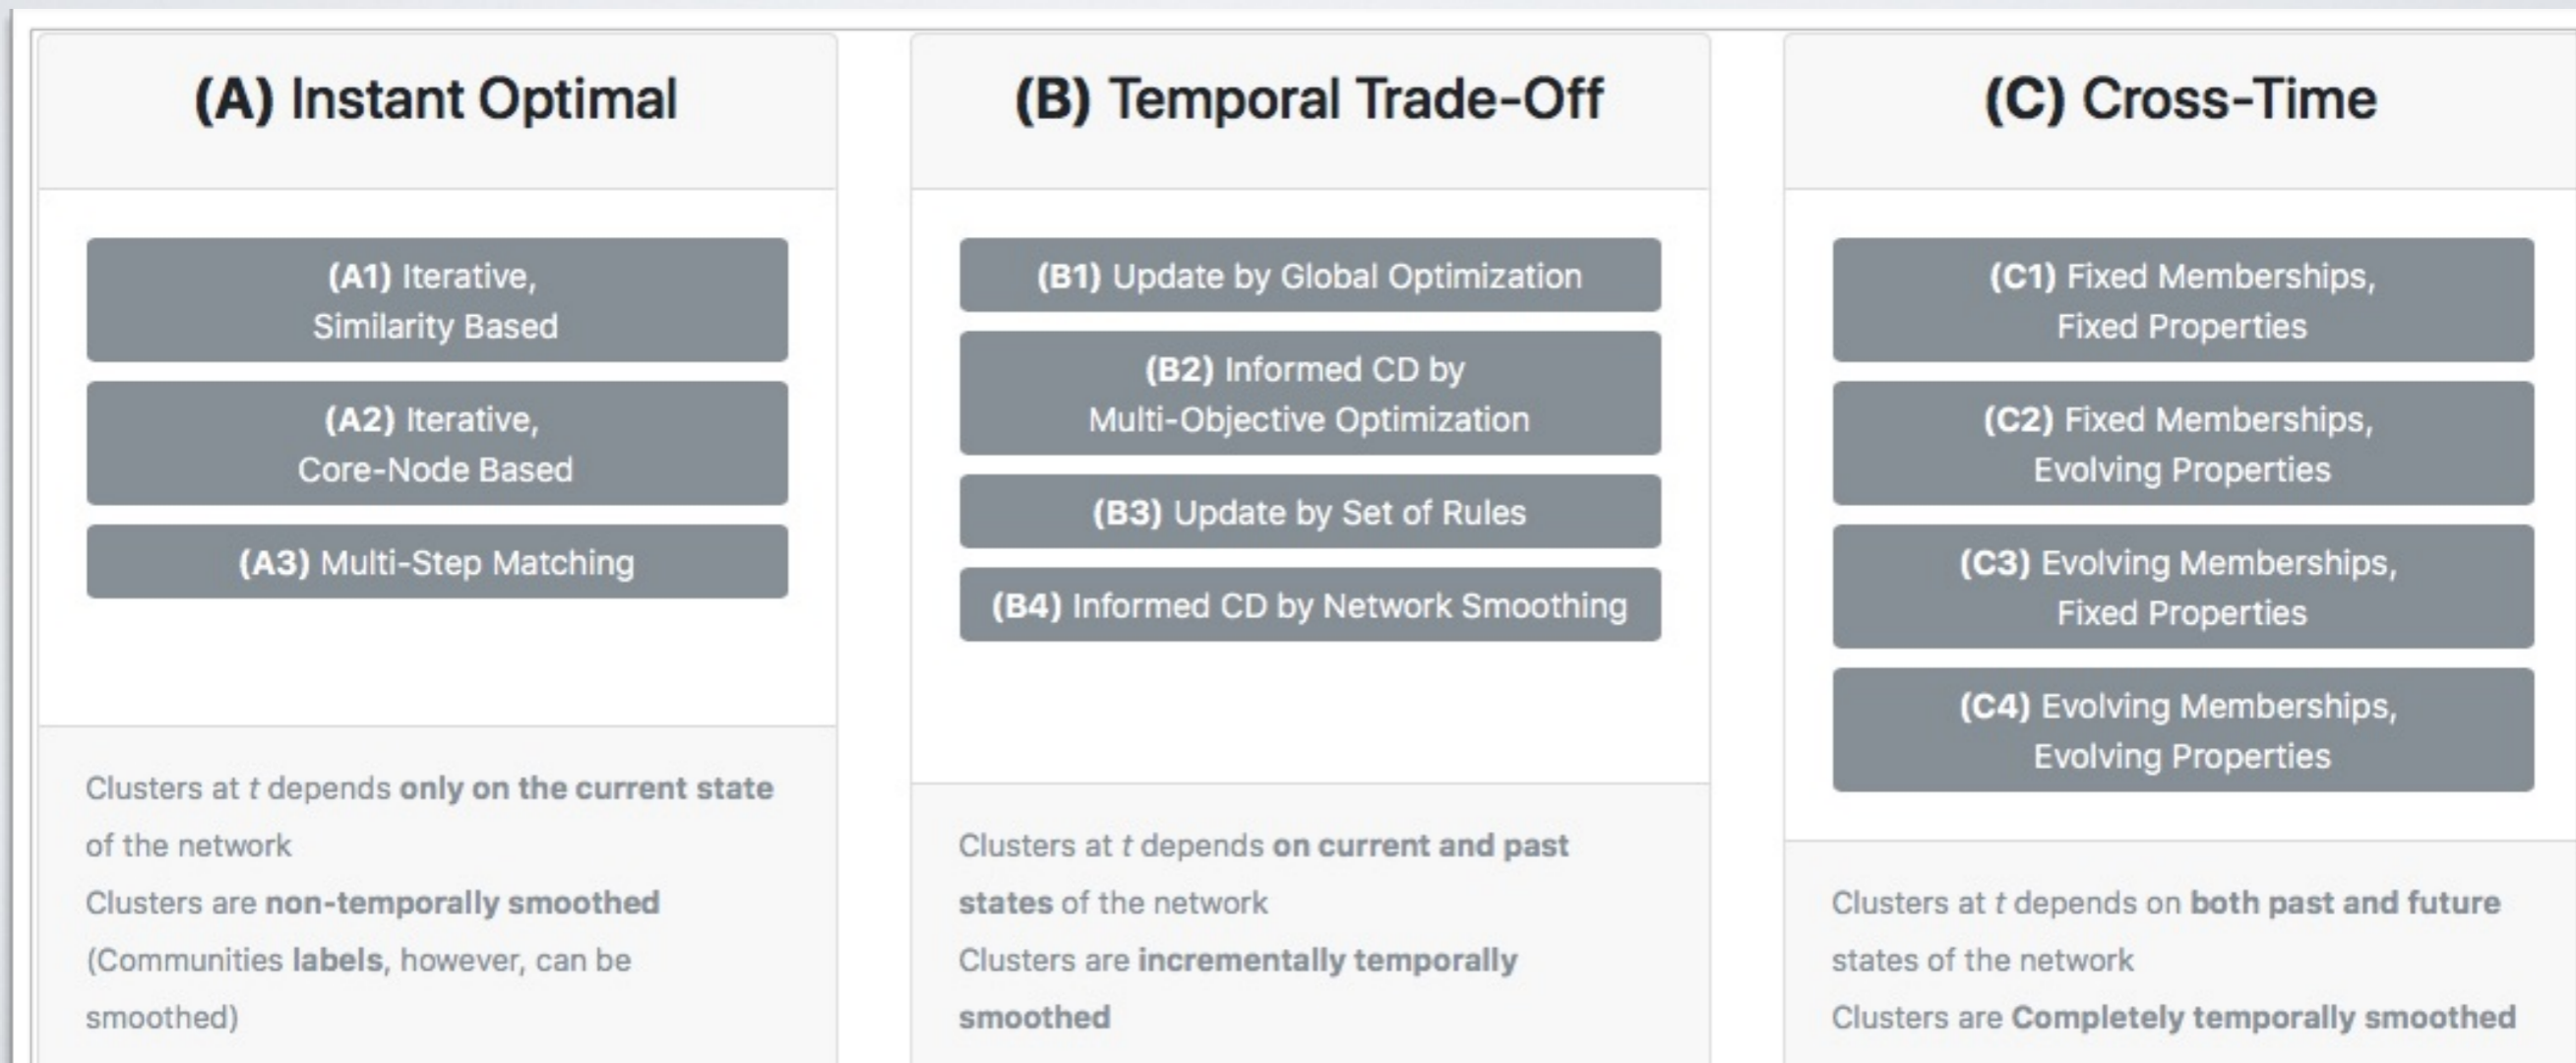 (A) Instant Optimal
(A1) Iterative,
Similarity Based
(A2) Iterative,
Core-Node Based
(A3) Multi-Step Matching
Clusters at t depends only on the current state
of the network
Clusters are non-temporally smoothed
(Communities labels, however, can be
smoothed)
(B) Temporal Trade-Off
(B1) Update by Global Optimization
(B2) Informed CD by
Multi-Objective Optimization
(B3) Update by Set of Rules
(B4) Informed CD by Network Smoothing
Clusters at t depends on current and past
states of the network
Clusters are incrementally temporally
smoothed
(C) Cross-Time
(C1) Fixed Memberships,
Fixed Properties
(C2) Fixed Memberships,
Evolving Properties
(C3) Evolving Memberships,
Fixed Properties
(C4) Evolving Memberships,
Evolving Properties
Clusters at t depends on both past and future
states of the network
Clusters are Completely temporally smoothed